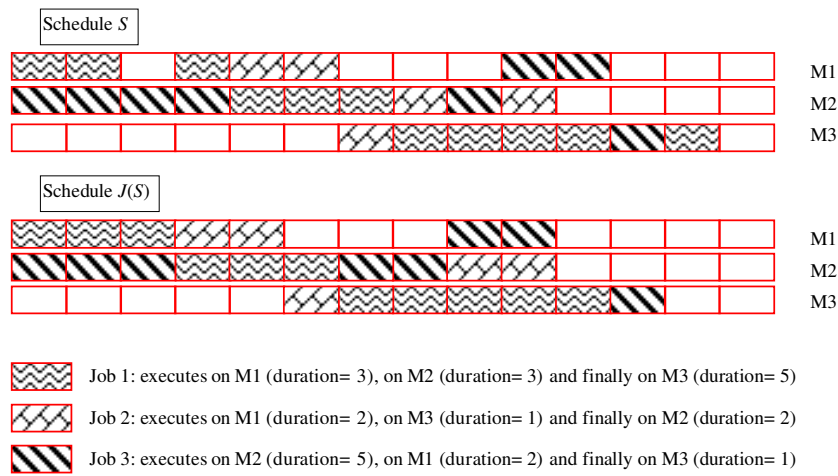 Schedule S
M1
M2
M3
Schedule J(S)
M1
M2
M3
Job 1: executes on M1 (duration= 3), on M2 (duration= 3) and finally on M3 (duration= 5)
Job 2: executes on M1 (duration= 2), on M3 (duration= 1) and finally on M2 (duration= 2)
Job 3: executes on M2 (duration= 5), on M1 (duration= 2) and finally on M3 (duration= 1)